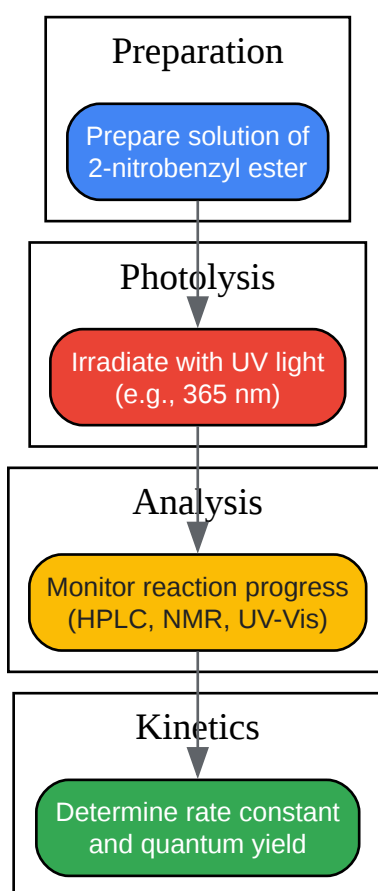 Preparation
Prepare solution of
2-nitrobenzyl ester
Photolysis
Irradiate with UV light
(e.g., 365 nm)
Analysis
Monitor reaction progress
(HPLC, NMR, UV-Vis)
Kinetics
Determine rate constant
and quantum yield